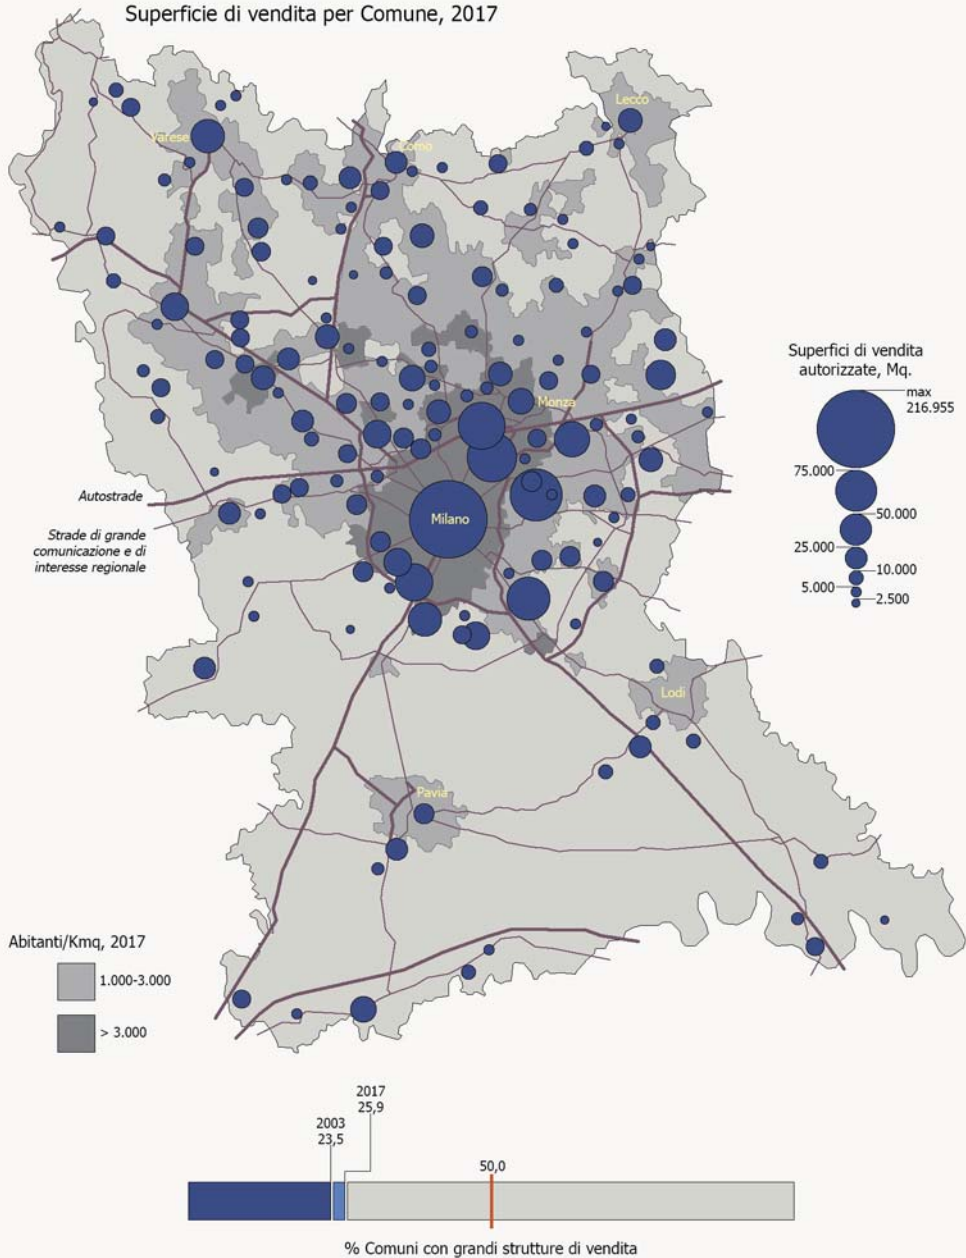 Superficie di vendita per Comune, 2017
Lecco
Varese
Como
Superfici di vendita
autorizzate, Mq.
max
216.955
Monza
75.000
Autostrade
50.000
Milano
Strade di grande
comunicazione e di
interesse regionale
25.000
10.000
5.000
2.500
Lodi
Pavia
Abitanti/Kmq, 2017
1.000-3.000
> 3.000
2017
25,9
2003
23,5
50,0
% Comuni con grandi strutture di vendita